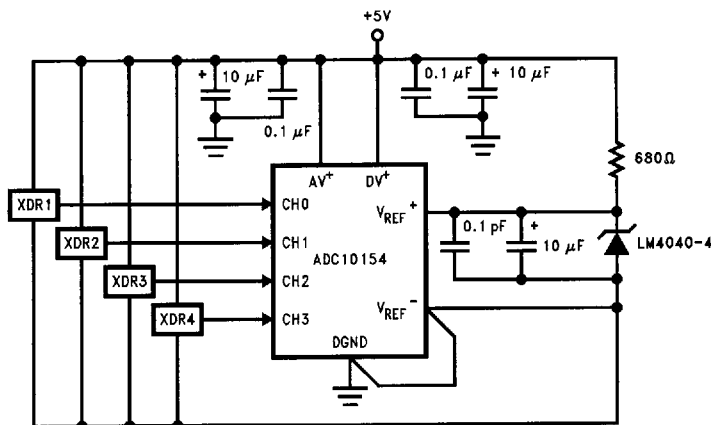 +5V
+ 10 μF
0.1 μF
0.1 μF
+ 10 μF
680Ω
AV+
DV+
XDR1
CH0
VREF+
0.1 pF
+
10 μF
LM4040-4
XDR2
CH1
ADC10154
XDR3
CH2
XDR4
CH3
VREF-
DGND